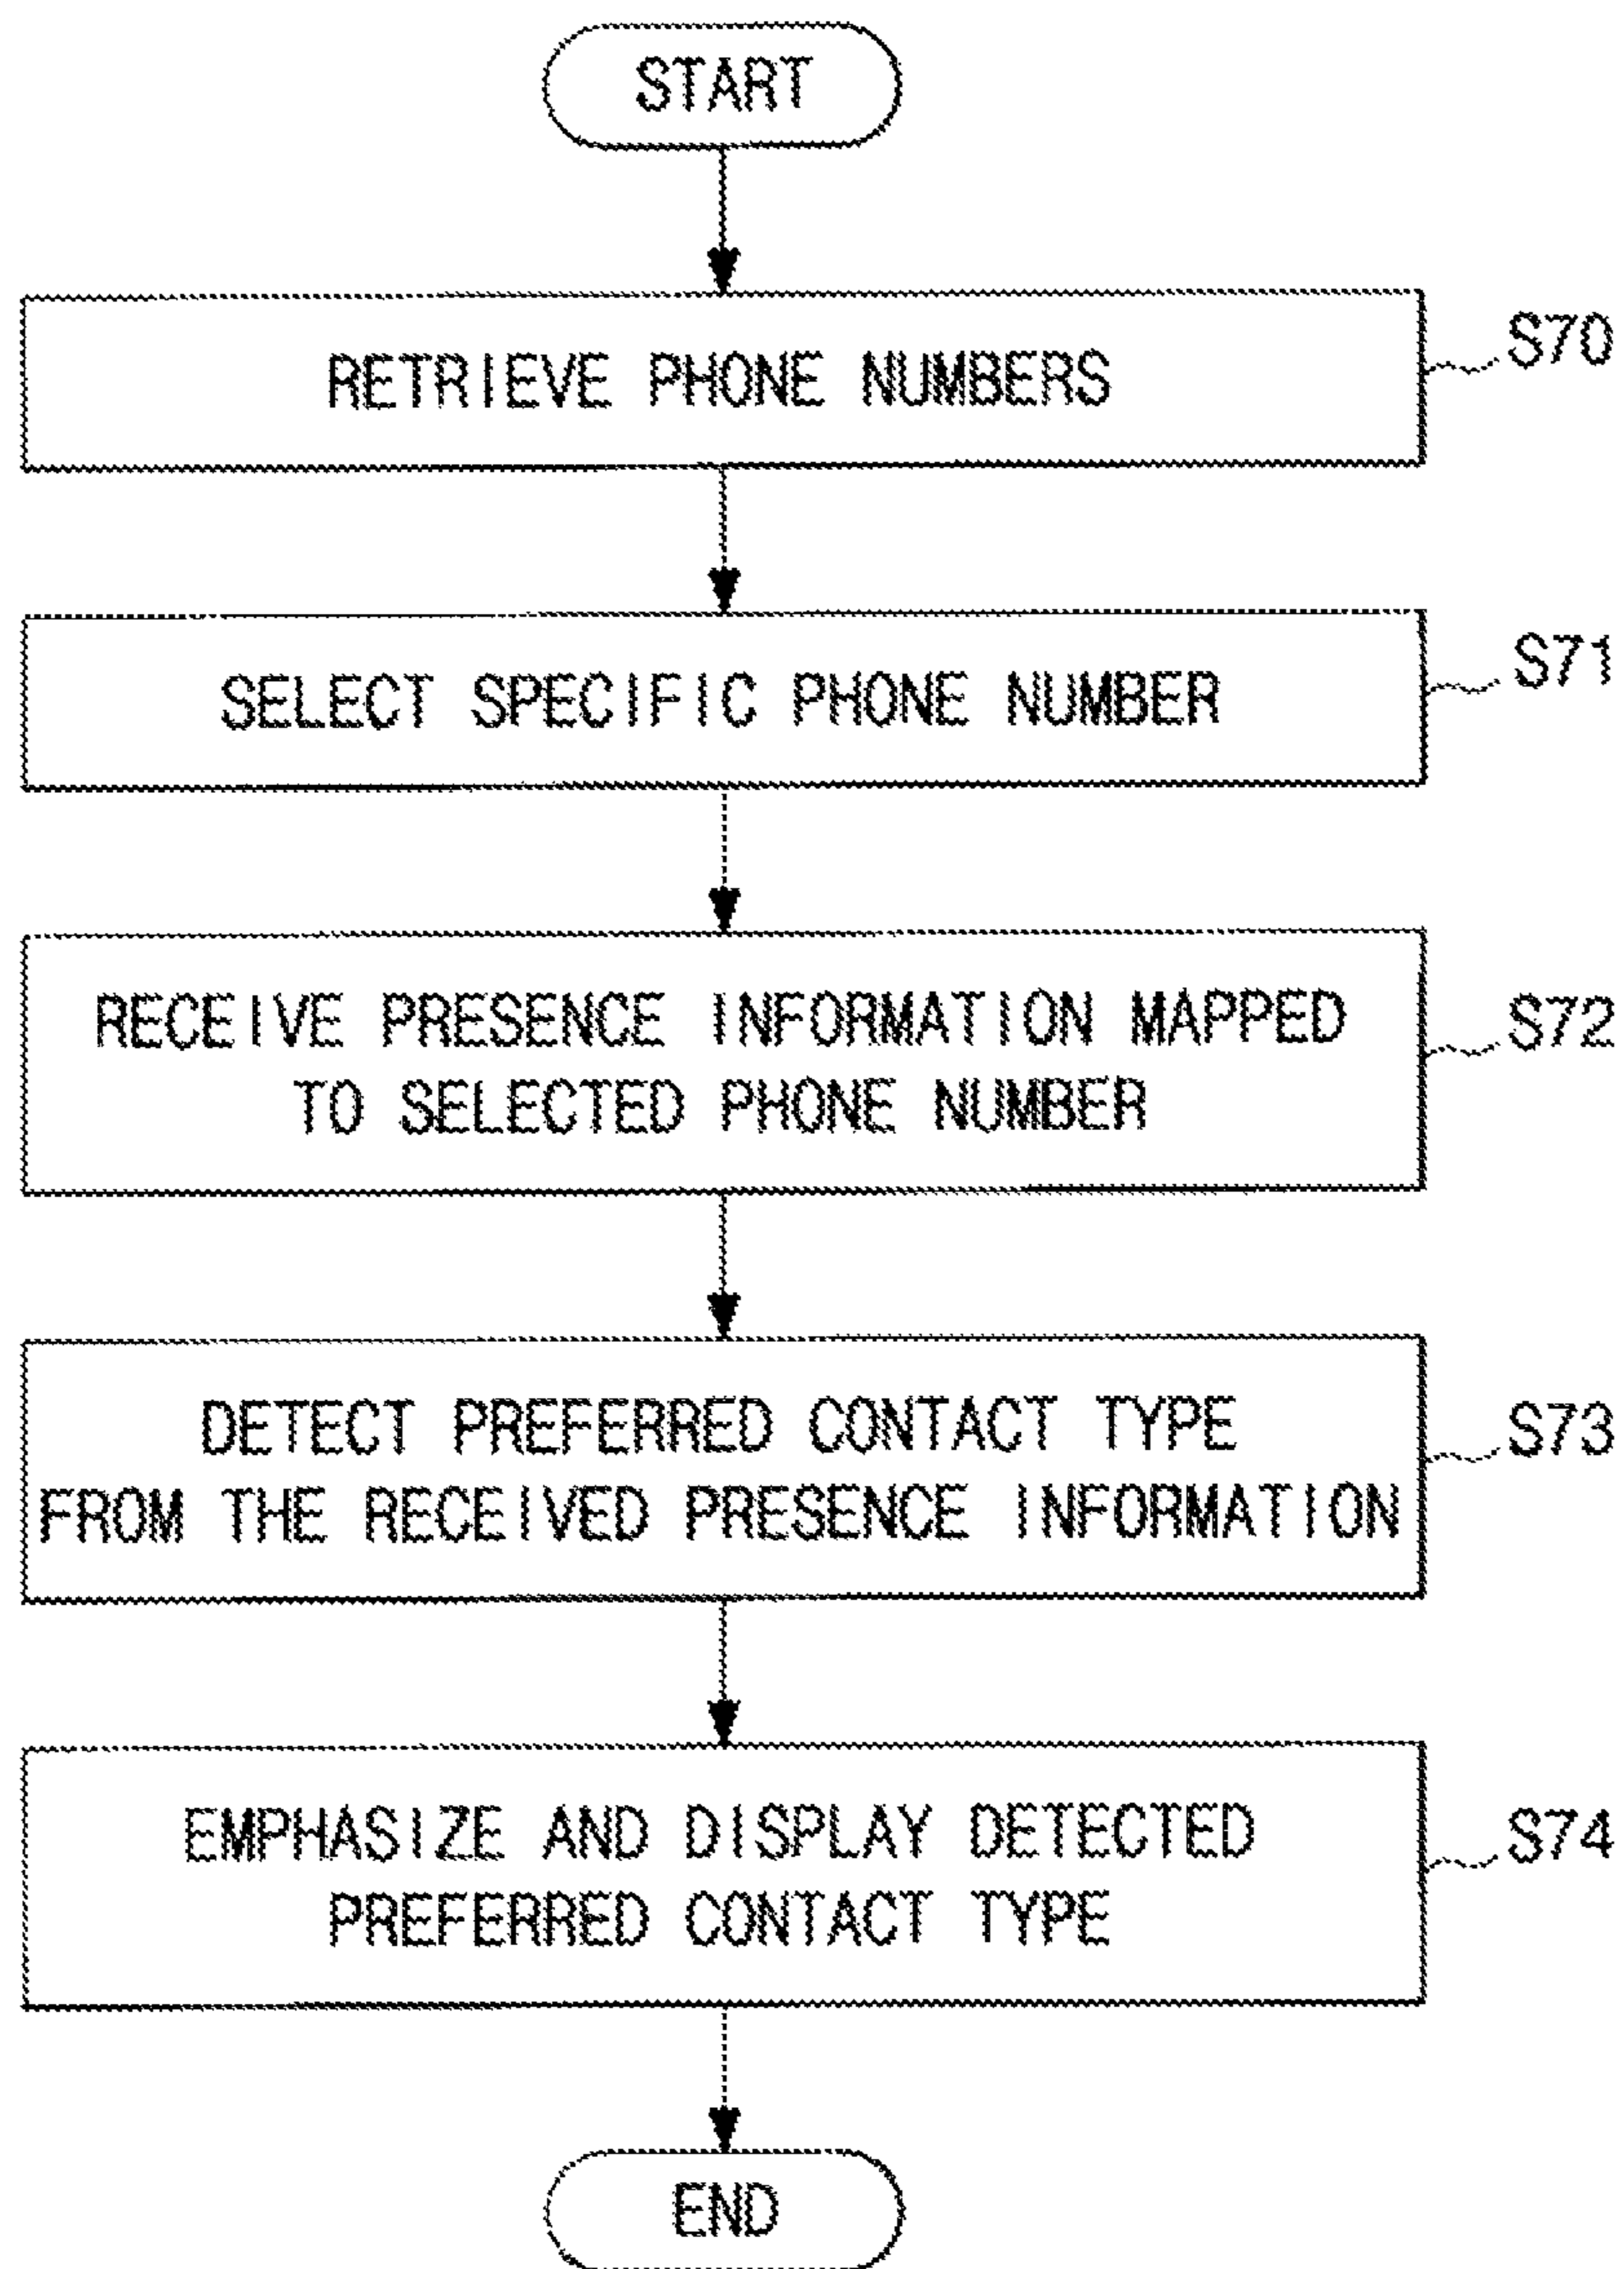 START
RETRIEVE PHONE NUMBERS
S70
SELECT SPECIFIC PHONE NUMBER
S71
RECEIVE PRESENCE INFORMATION MAPPED
TO SELECTED PHONE NUMBER
S72
DETECT PREFERRED CONTACT TYPE
FROM THE RECEIVED PRESENCE INFORMATION
S73
EMPHASIZE AND DISPLAY DETECTED
PREFERRED CONTACT TYPE
S74
END